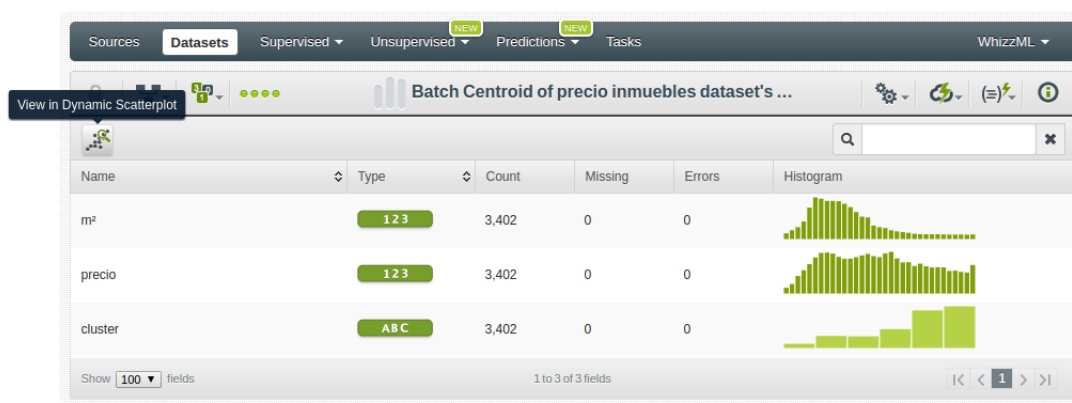 NEW NEW
Sources Datasets Supervised Unsupervised Predictions Tasks WhizzML
View in Dynamic Scatterplot
Batch Centroid of precio inmuebles dataset's ...
Name Type Count Missing Errors Histogram
m² 123 3,402 0 0
precio 123 3,402 0 0
cluster ABC 3,402 0 0
Show 100 fields 1 to 3 of 3 fields 1